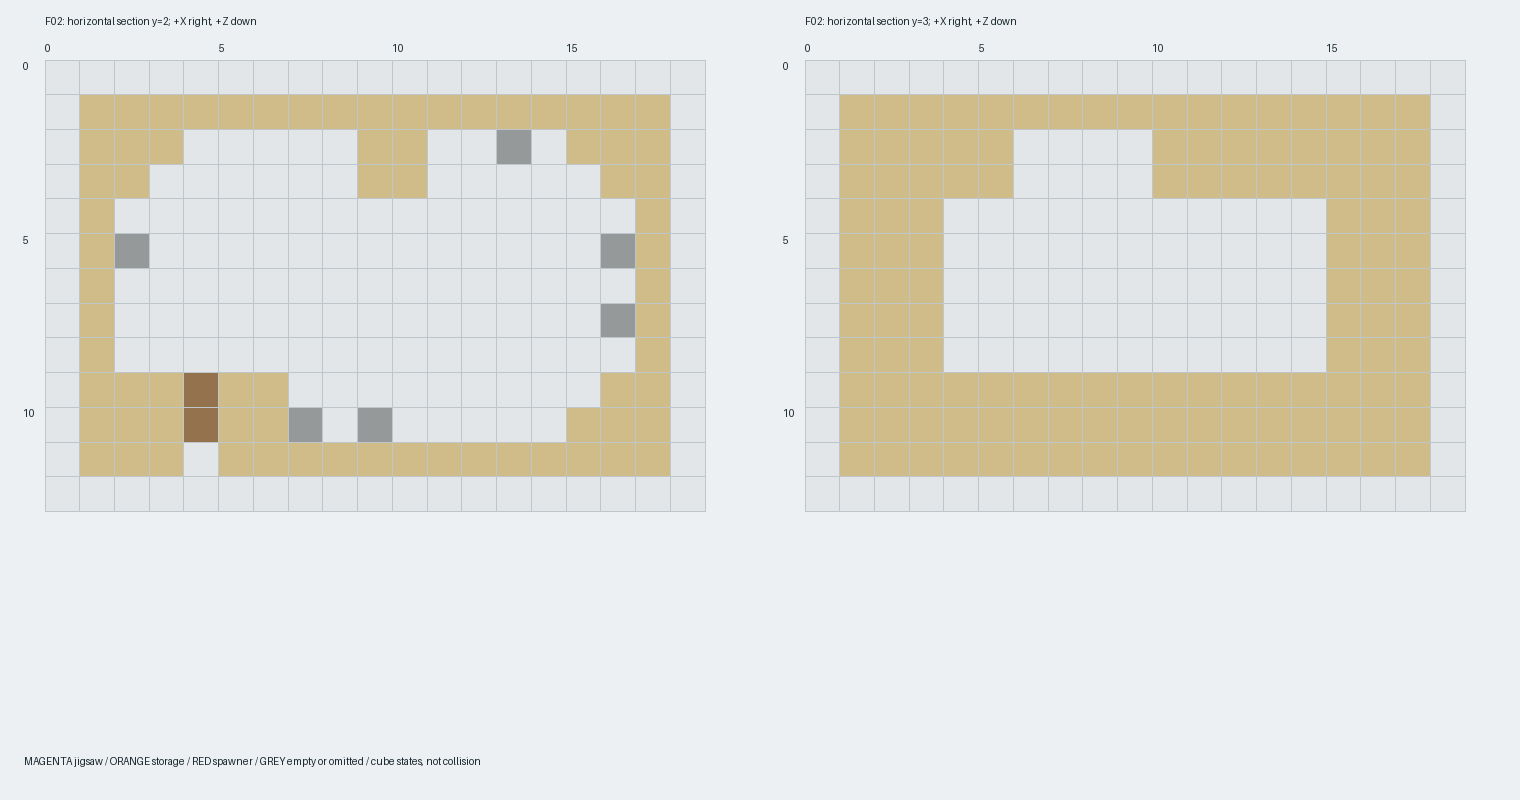 F02: horizontal section y=2; +X right, +Z down
F02: horizontal section y=3; +X right, +Z down
0 5 10 15
0 5 10 15
0
0
5
5
10
10
MAGENTA jigsaw / ORANGE storage / RED spawner / GREY empty or omitted / cube states, not collision